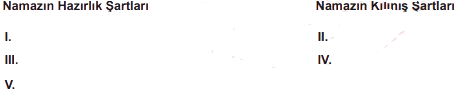 Namazın Hazırlık Şartları Namazın Kılınış Şartları
I. II.
III. IV.
V.